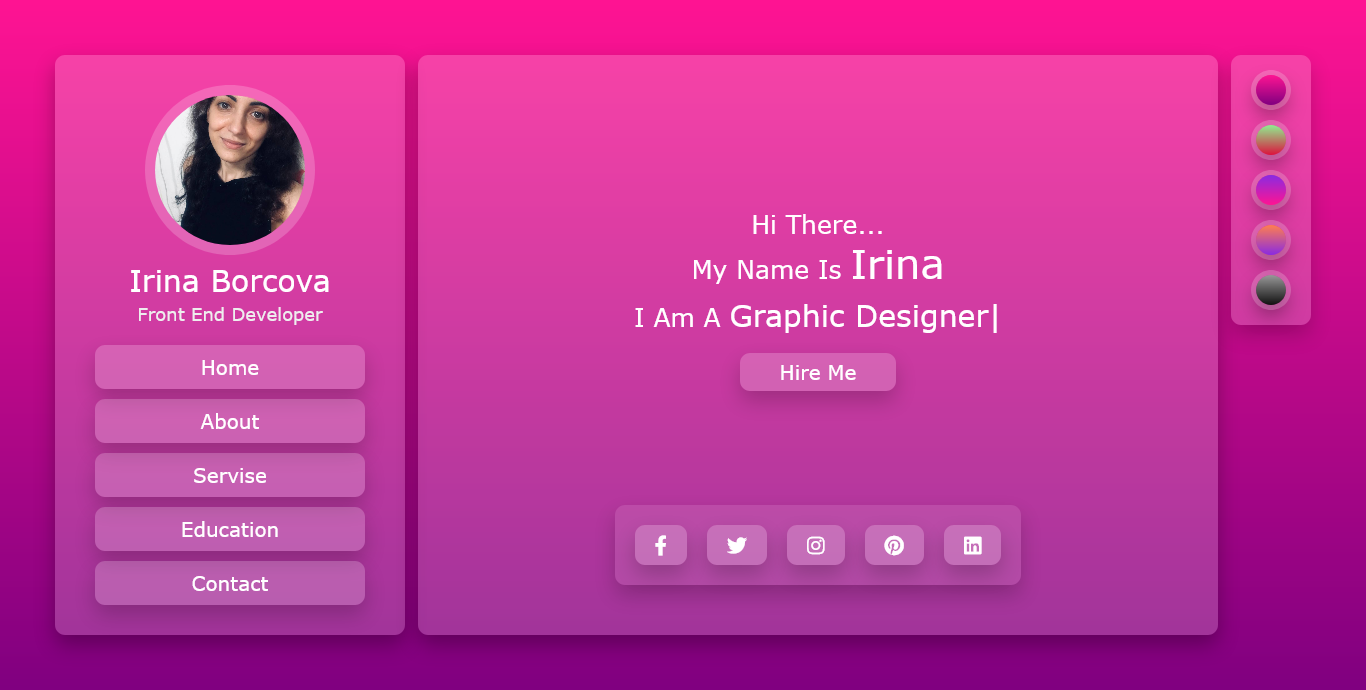 Irina Borcova
Front End Developer
Home
About
Servise
Education
Contact
Hi There...
My Name Is Irina
I Am A Graphic Designer|
Hire Me